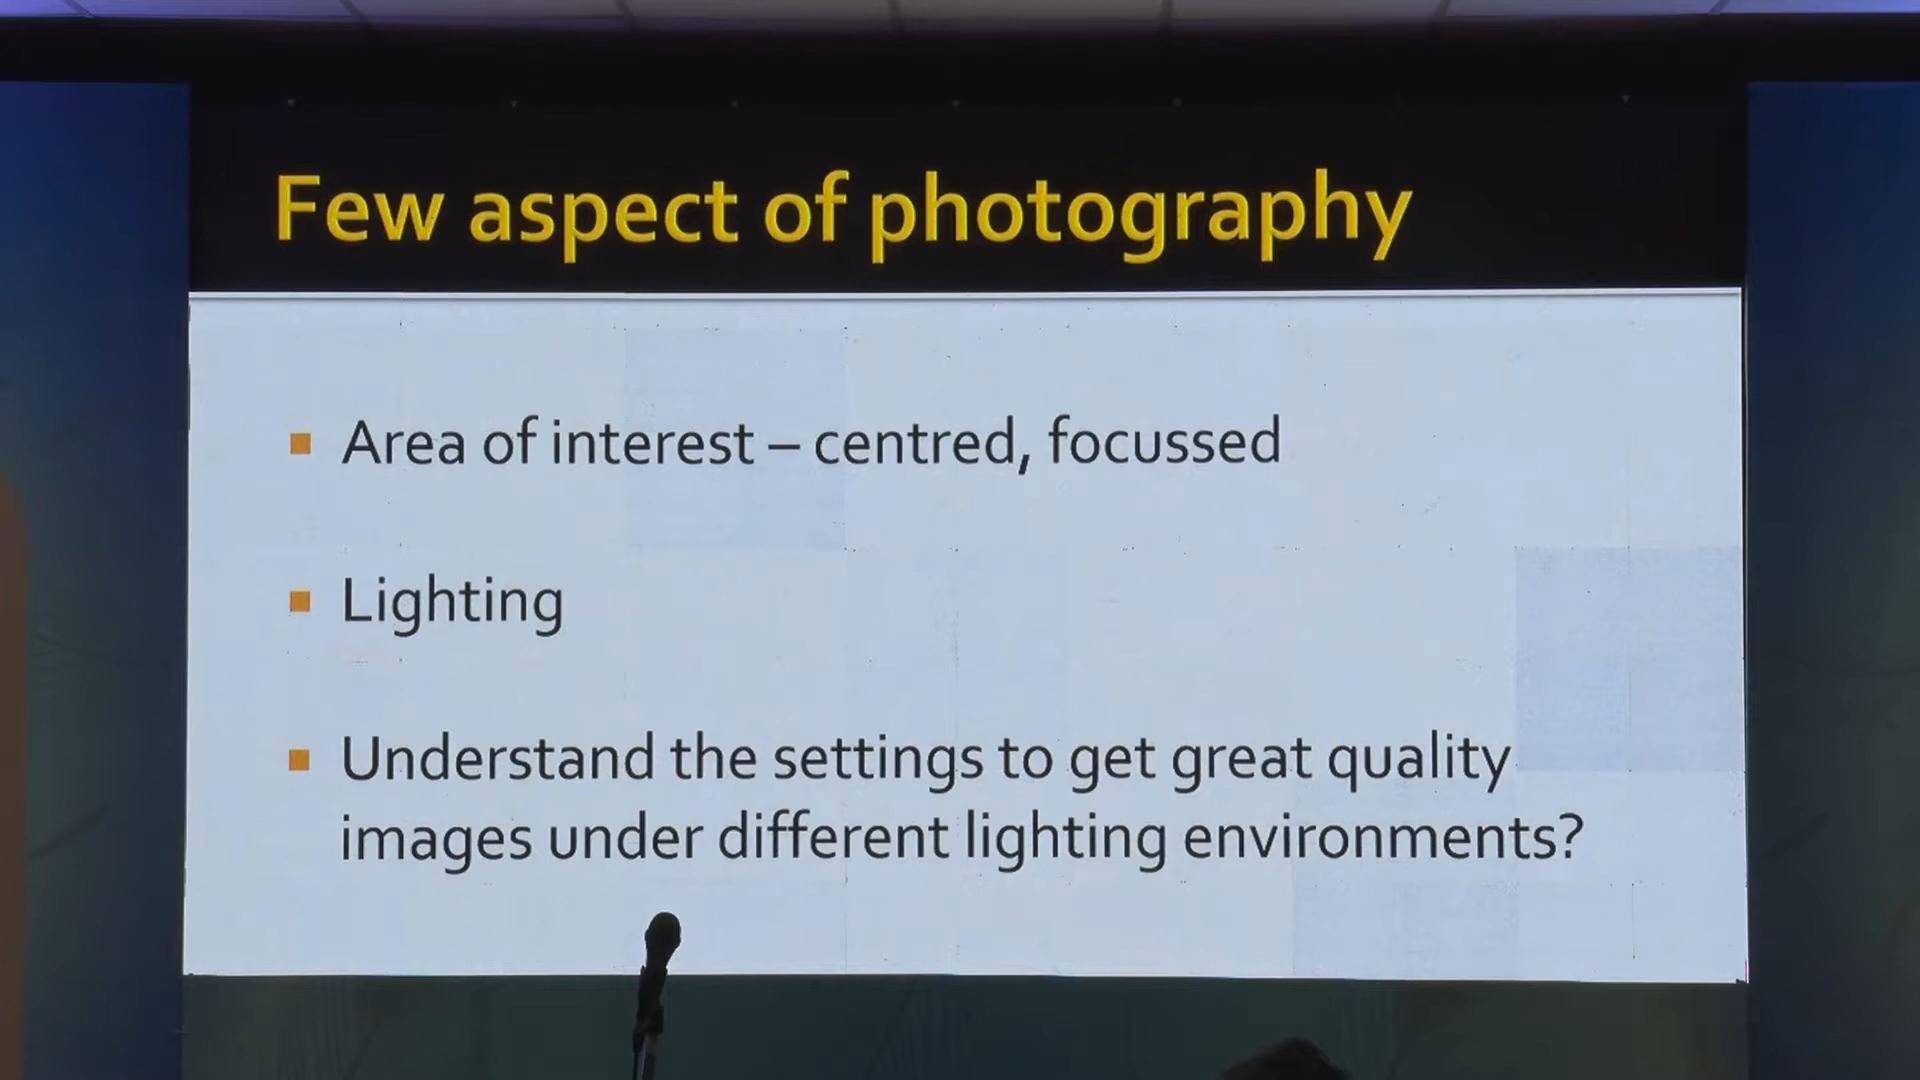 Few aspect of photography
▪ Area of interest – centred, focussed
▪ Lighting
▪ Understand the settings to get great quality
images under different lighting environments?